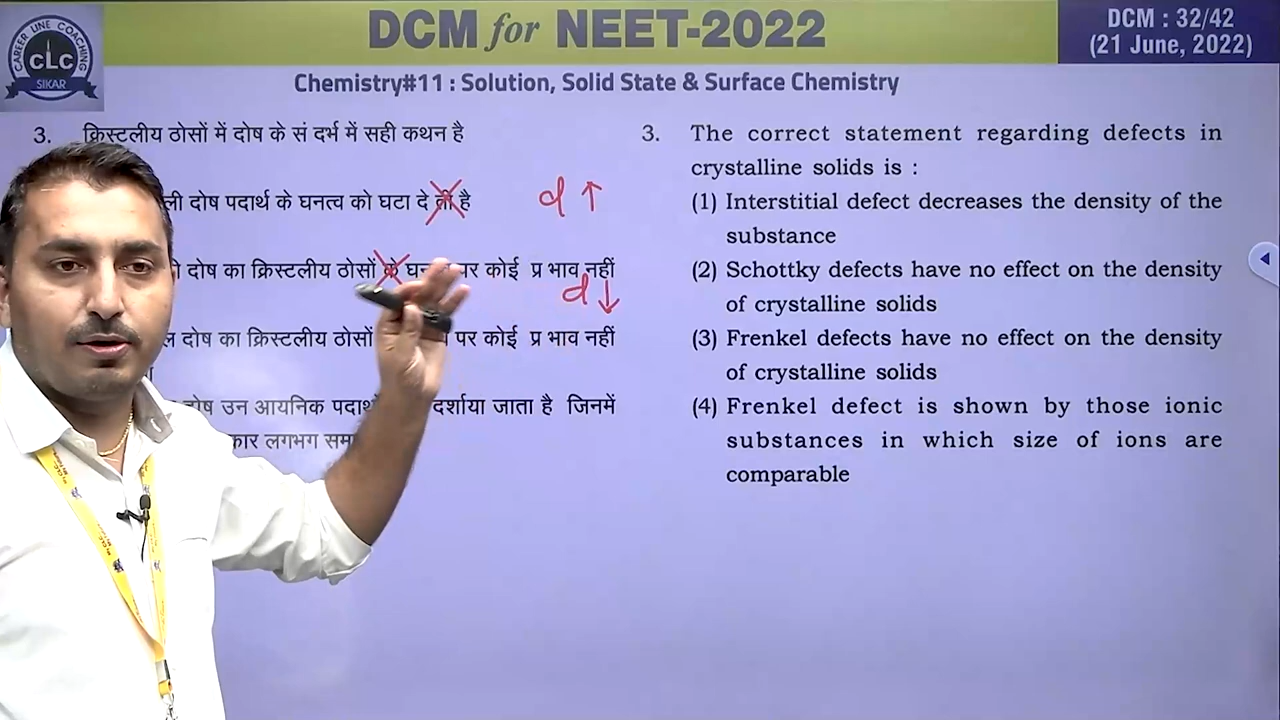 CAREER LINE COACHING
CLC
SIKAR
DCM for NEET-2022
DCM : 32/42
(21 June, 2022)
Chemistry#11 : Solution, Solid State & Surface Chemistry
3. क्रिस्टलीय ठोसों में दोष के सं दर्भ में सही कथन है
दोष पदार्थ के घनत्व को घटा दे ती है
d ↑
दोष का क्रिस्टलीय ठोसों के पर कोई प्र भाव नहीं
d ↓
दोष का क्रिस्टलीय ठोसों पर कोई प्र भाव नहीं
दोष उन आयनिक दर्शाया जाता है जिनमें
लगभग
3. The correct statement regarding defects in
crystalline solids is :
(1) Interstitial defect decreases the density of the
substance
(2) Schottky defects have no effect on the density
of crystalline solids
(3) Frenkel defects have no effect on the density
of crystalline solids
(4) Frenkel defect is shown by those ionic
substances in which size of ions are
comparable